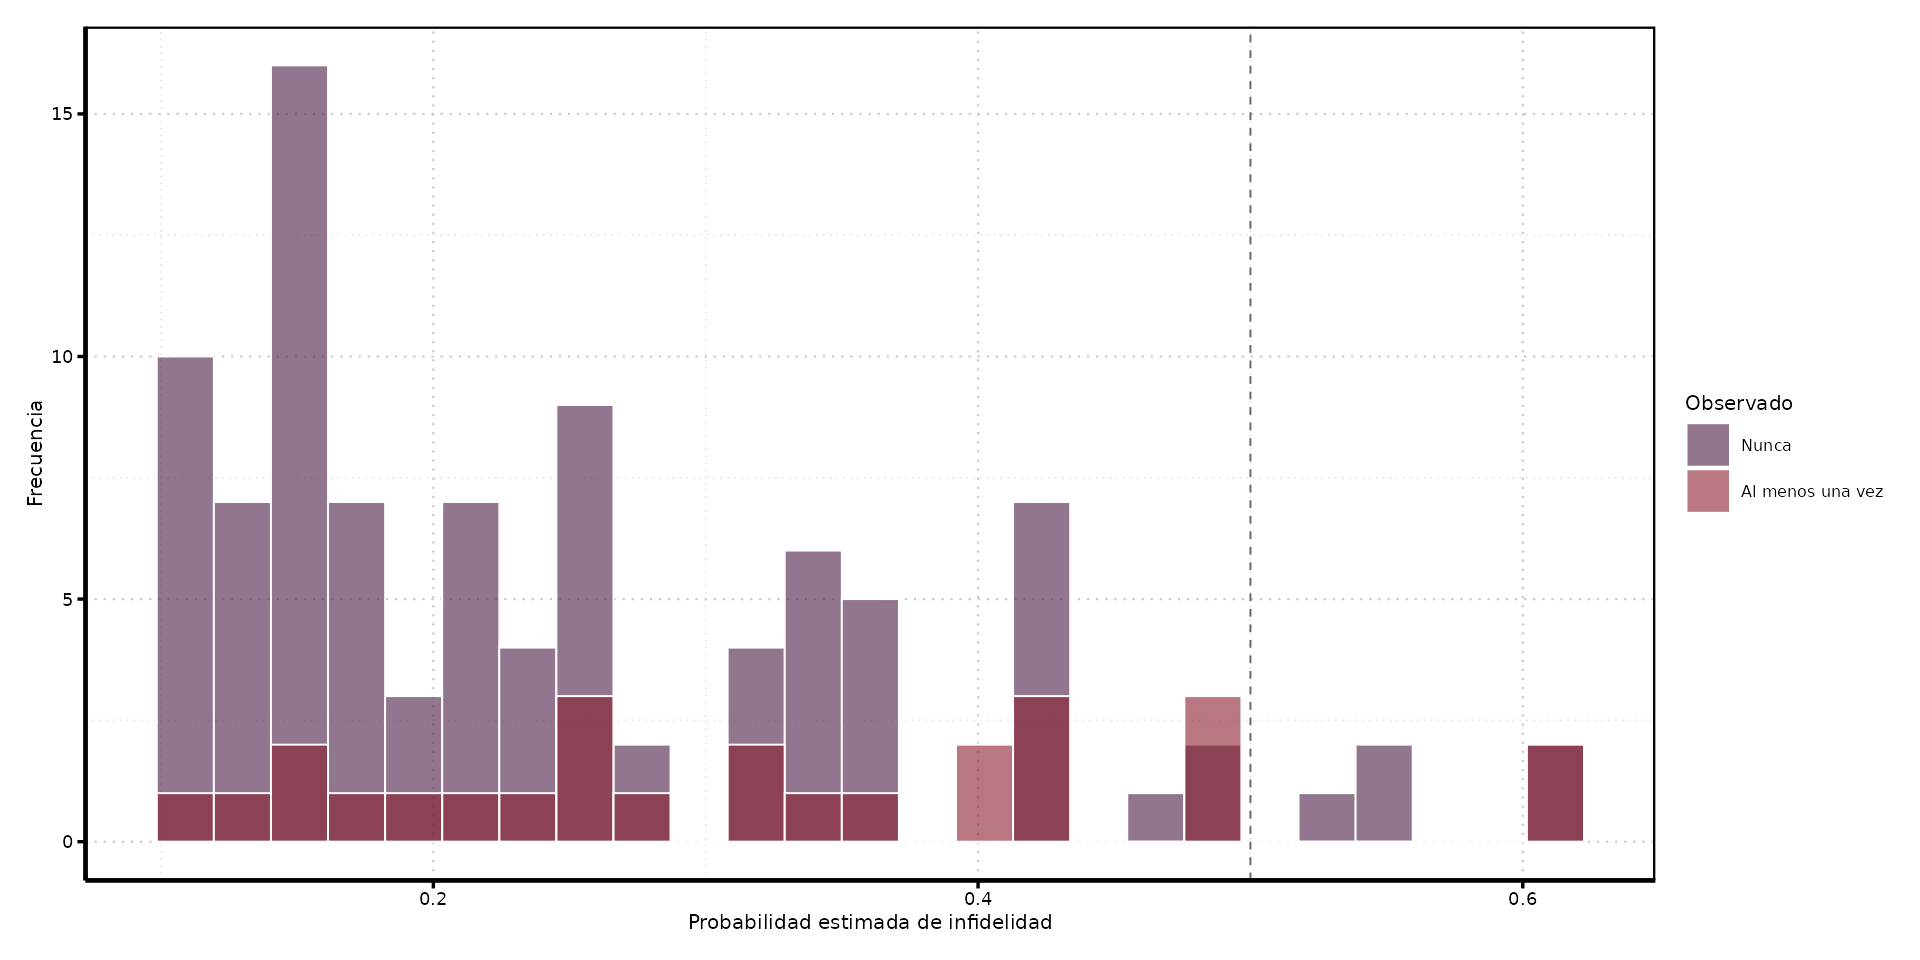 15
10
5
0
Frecuencia
0.2
0.4
0.6
Probabilidad estimada de infidelidad
Observado
Nunca
Al menos una vez